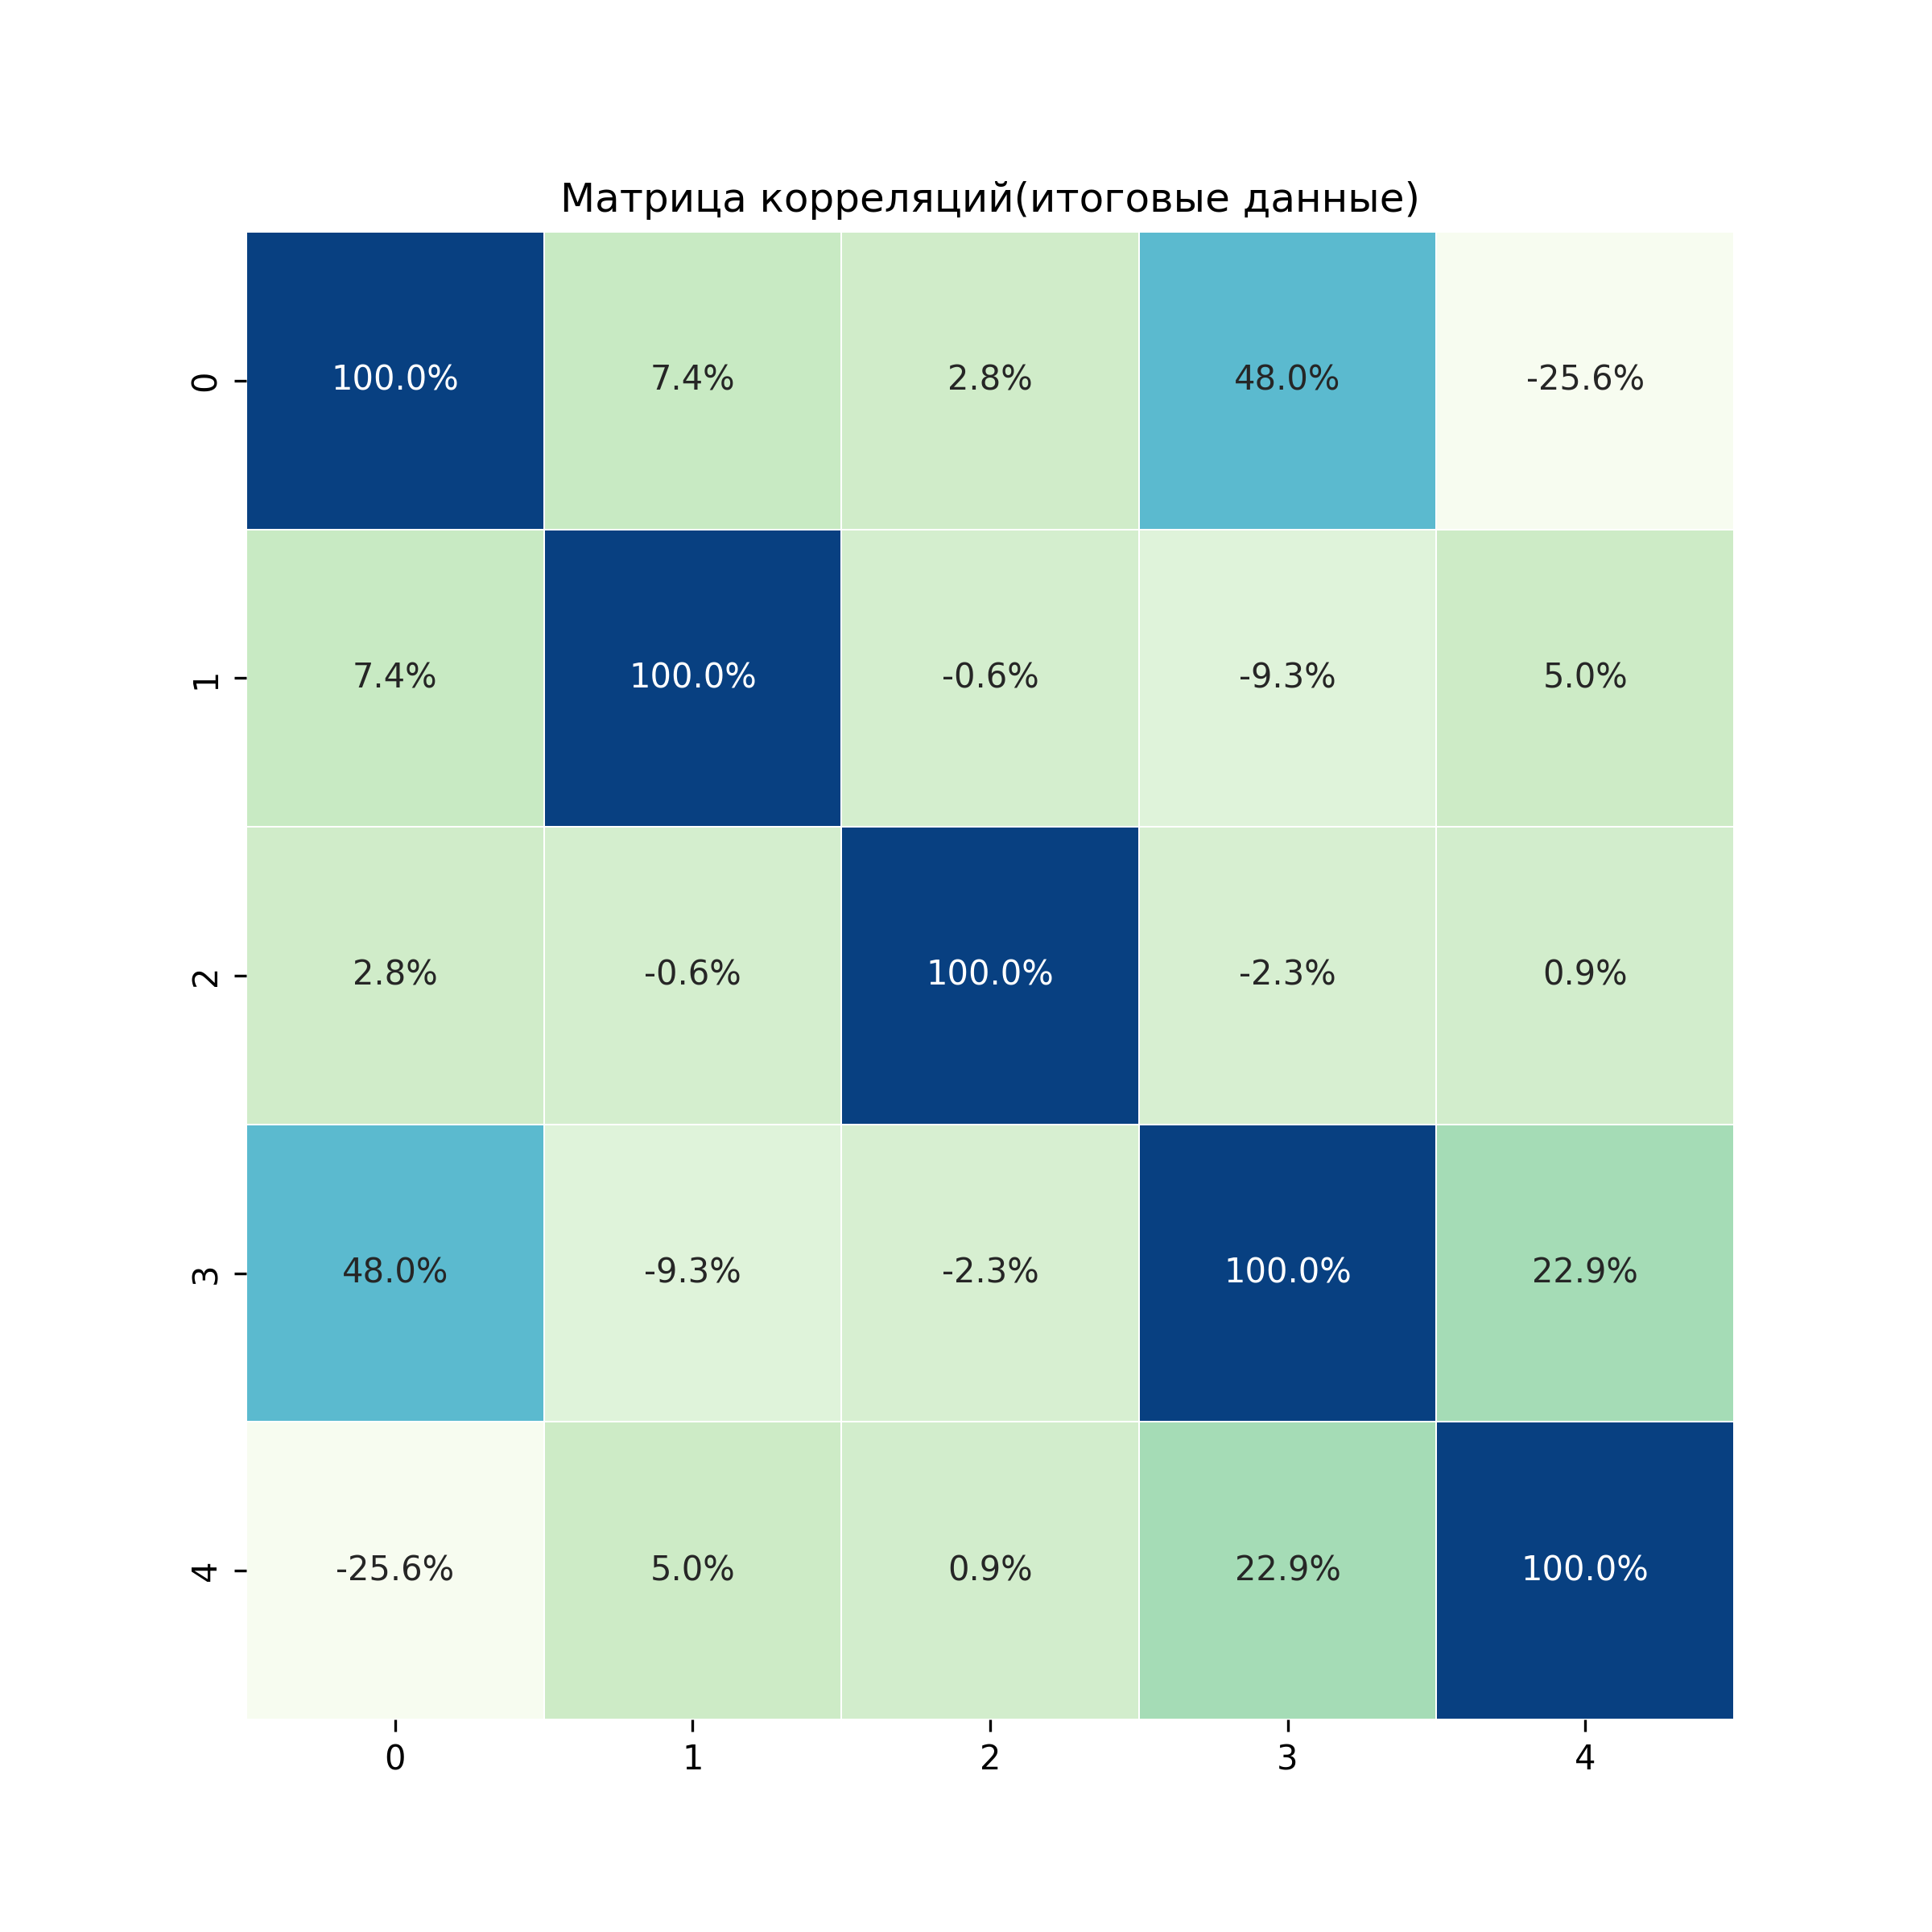 Матрица корреляций(итоговые данные)
0 100.0% 7.4% 2.8% 48.0% -25.6%
1 7.4% 100.0% -0.6% -9.3% 5.0%
2 2.8% -0.6% 100.0% -2.3% 0.9%
3 48.0% -9.3% -2.3% 100.0% 22.9%
4 -25.6% 5.0% 0.9% 22.9% 100.0%
0 1 2 3 4